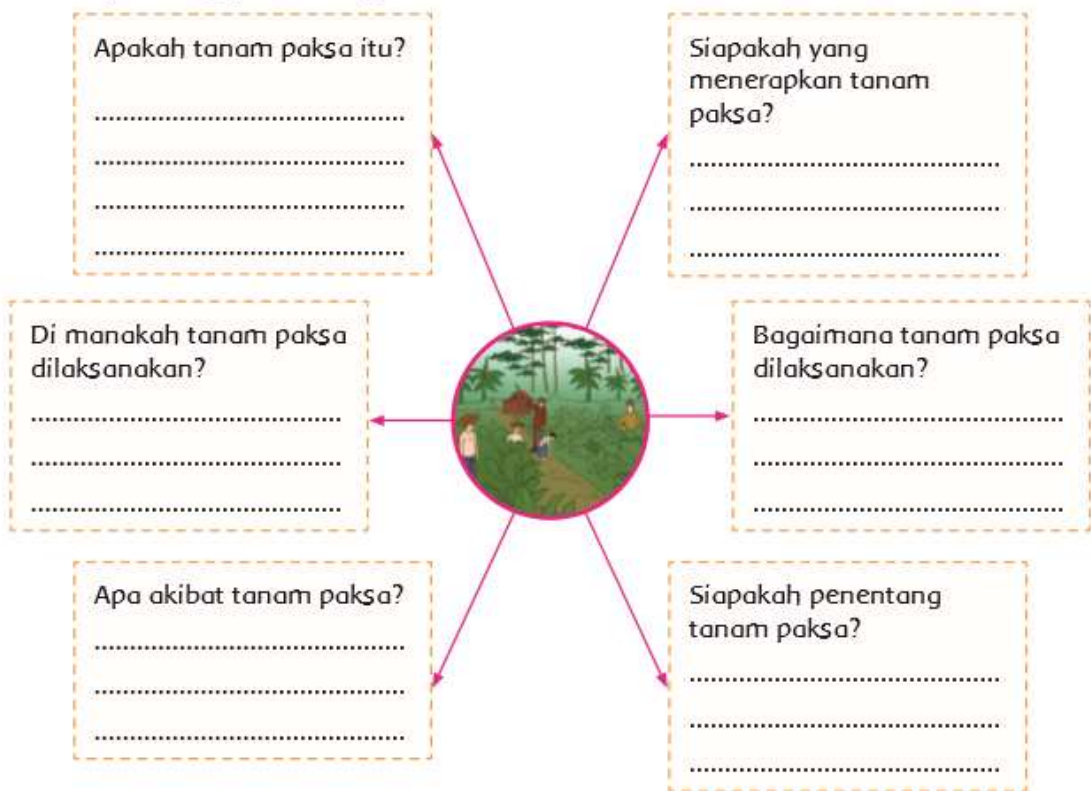 Apakah tanam paksa itu?
..........................................
..........................................
..........................................
..........................................
Siapakah yang
menerapkan tanam
paksa?
..........................................
..........................................
..........................................
Di manakah tanam paksa
dilaksanakan?
..........................................
..........................................
..........................................
Bagaimana tanam paksa
dilaksanakan?
..........................................
..........................................
..........................................
Apa akibat tanam paksa?
..........................................
..........................................
..........................................
Siapakah penentang
tanam paksa?
..........................................
..........................................
..........................................